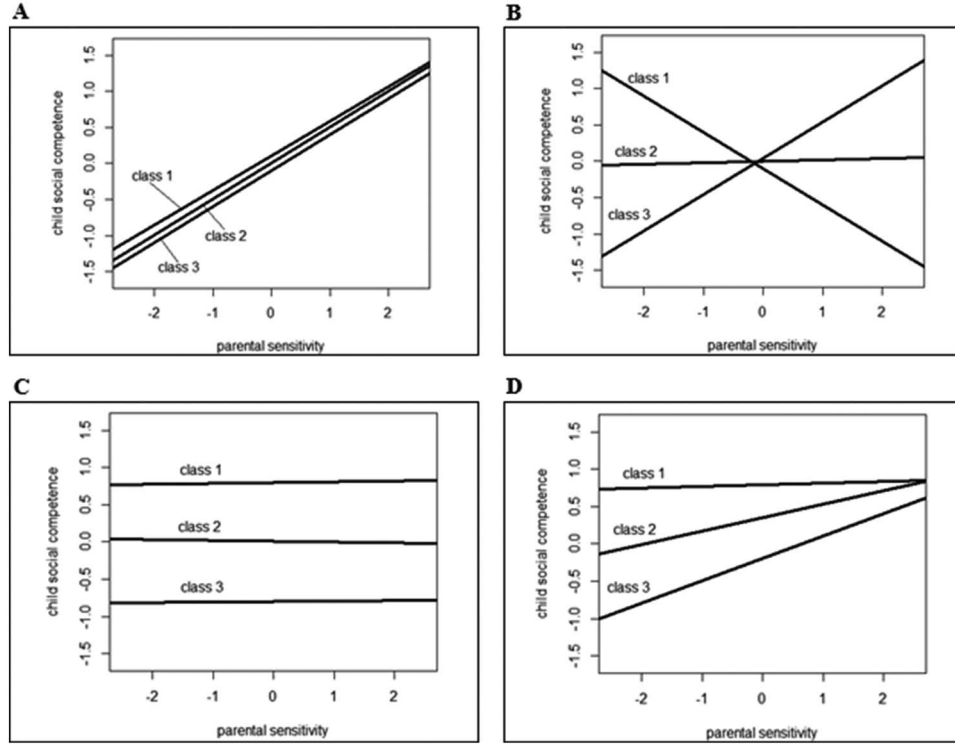 A
child social competence
1.5
1.0
0.5
0.0
-0.5
-1.0
-1.5
class 1
class 2
class 3
-2 -1 0 1 2
parental sensitivity
B
child social competence
1.5
1.0
0.5
0.0
-0.5
-1.0
-1.5
class 1
class 2
class 3
-2 -1 0 1 2
parental sensitivity
C
child social competence
1.5
1.0
0.5
0.0
-0.5
-1.0
-1.5
class 1
class 2
class 3
-2 -1 0 1 2
parental sensitivity
D
child social competence
1.5
1.0
0.5
0.0
-0.5
-1.0
-1.5
class 1
class 2
class 3
-2 -1 0 1 2
parental sensitivity